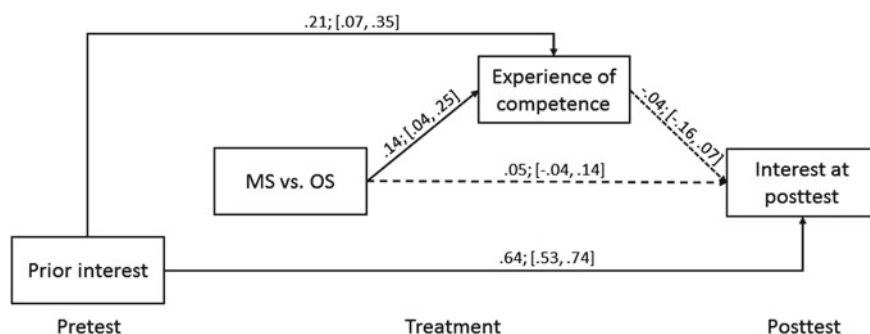 .21; [.07, .35]
Experience of
competence
.14; [.04, .25]
-.04; [-.16, .07]
MS vs. OS
.05; [-.04, .14]
Interest at
posttest
Prior interest
.64; [.53, .74]
Pretest
Treatment
Posttest